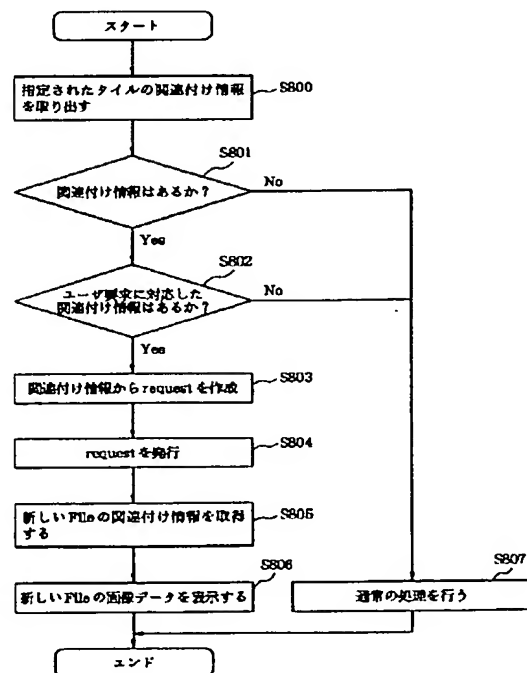 スタート
指定されたタイルの関連付け情報
を取り出す
S800
S801
関連付け情報はあるか?
No
Yes
S802
ユーザ要求に対応した
関連付け情報はあるか?
No
Yes
関連付け情報からrequestを作成
S803
requestを発行
S804
新しいFileの関連付け情報を取得
する
S805
新しいFileの画像データを表示する
S806
通常の処理を行う
S807
エンド